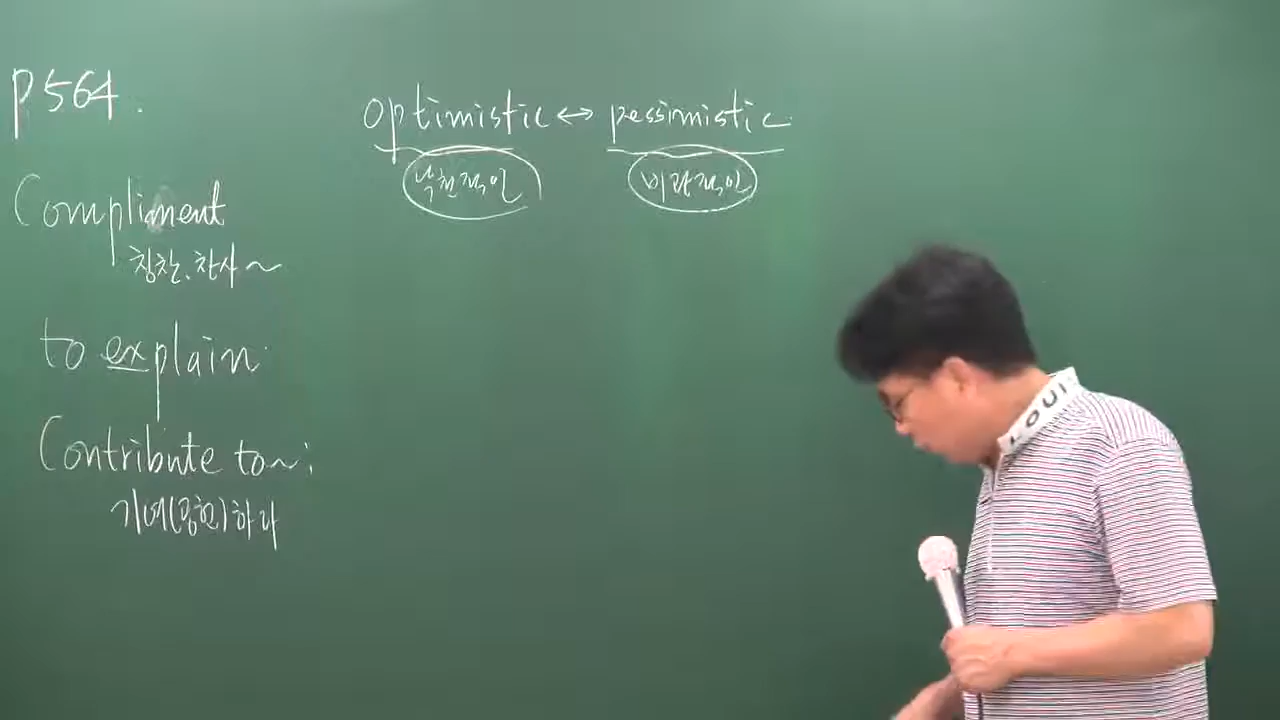 p 564.
Compliment
칭찬. 찬사~
to explain.
Contribute to~:
기여(공헌)하다
optimistic ↔ pessimistic
낙천적인
비관적인
LOUIS